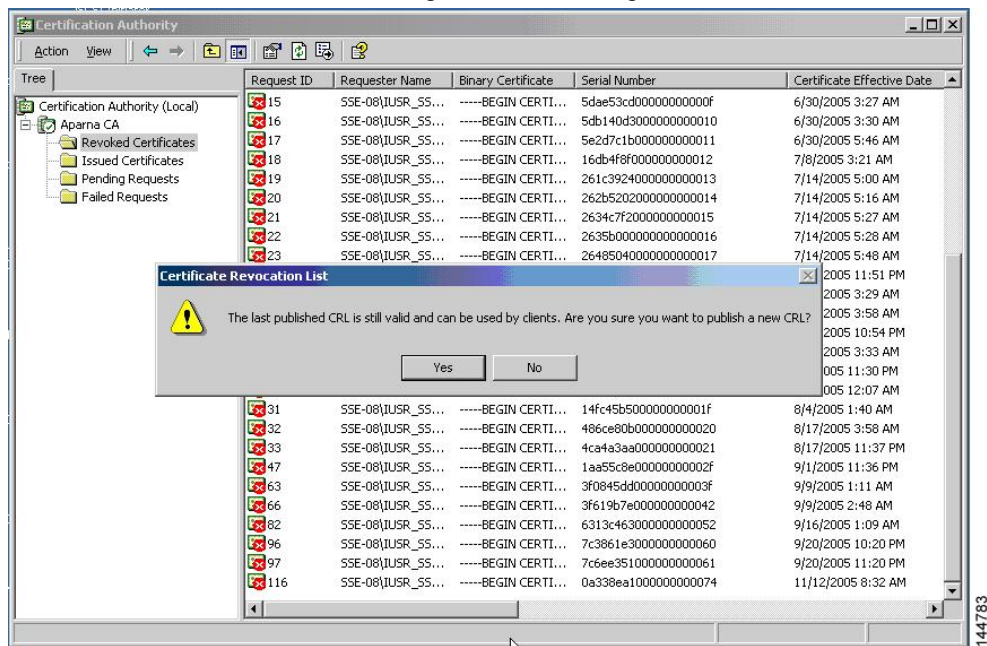 Certification Authority
Action View
Tree
Request ID Requester Name Binary Certificate Serial Number Certificate Effective Date
Certification Authority (Local)
Aparna CA
Revoked Certificates
Issued Certificates
Pending Requests
Failed Requests
15 SSE-08\IUSR_SS... -----BEGIN CERTI... 5dae53cd00000000000f 6/30/2005 3:27 AM
16 SSE-08\IUSR_SS... -----BEGIN CERTI... 5db140d3000000000010 6/30/2005 3:30 AM
17 SSE-08\IUSR_SS... -----BEGIN CERTI... 5e2d7c1b000000000011 6/30/2005 5:46 AM
18 SSE-08\IUSR_SS... -----BEGIN CERTI... 16db4f8f000000000012 7/8/2005 3:21 AM
19 SSE-08\IUSR_SS... -----BEGIN CERTI... 261c3924000000000013 7/14/2005 5:00 AM
20 SSE-08\IUSR_SS... -----BEGIN CERTI... 262b5202000000000014 7/14/2005 5:16 AM
21 SSE-08\IUSR_SS... -----BEGIN CERTI... 2634c7f2000000000015 7/14/2005 5:27 AM
22 SSE-08\IUSR_SS... -----BEGIN CERTI... 2635b000000000000016 7/14/2005 5:28 AM
23 SSE-08\IUSR_SS... -----BEGIN CERTI... 26485040000000000017 7/14/2005 5:48 AM
Certificate Revocation List
The last published CRL is still valid and can be used by clients. Are you sure you want to publish a new CRL?
Yes No
2005 11:51 PM
2005 3:29 AM
2005 3:58 AM
2005 10:54 PM
2005 3:33 AM
005 11:30 PM
005 12:07 AM
31 SSE-08\IUSR_SS... -----BEGIN CERTI... 14fc45b500000000001f 8/4/2005 1:40 AM
32 SSE-08\IUSR_SS... -----BEGIN CERTI... 486ce80b000000000020 8/17/2005 3:58 AM
33 SSE-08\IUSR_SS... -----BEGIN CERTI... 4ca4a3aa000000000021 8/17/2005 11:37 PM
47 SSE-08\IUSR_SS... -----BEGIN CERTI... 1aa55c8e00000000002f 9/1/2005 11:36 PM
63 SSE-08\IUSR_SS... -----BEGIN CERTI... 3f0845dd00000000003f 9/9/2005 1:11 AM
66 SSE-08\IUSR_SS... -----BEGIN CERTI... 3f619b7e000000000042 9/9/2005 2:48 AM
82 SSE-08\IUSR_SS... -----BEGIN CERTI... 6313c463000000000052 9/16/2005 1:09 AM
96 SSE-08\IUSR_SS... -----BEGIN CERTI... 7c3861e3000000000060 9/20/2005 10:20 PM
97 SSE-08\IUSR_SS... -----BEGIN CERTI... 7c6ee351000000000061 9/20/2005 11:20 PM
116 SSE-08\IUSR_SS... -----BEGIN CERTI... 0a338ea1000000000074 11/12/2005 8:32 AM
144783